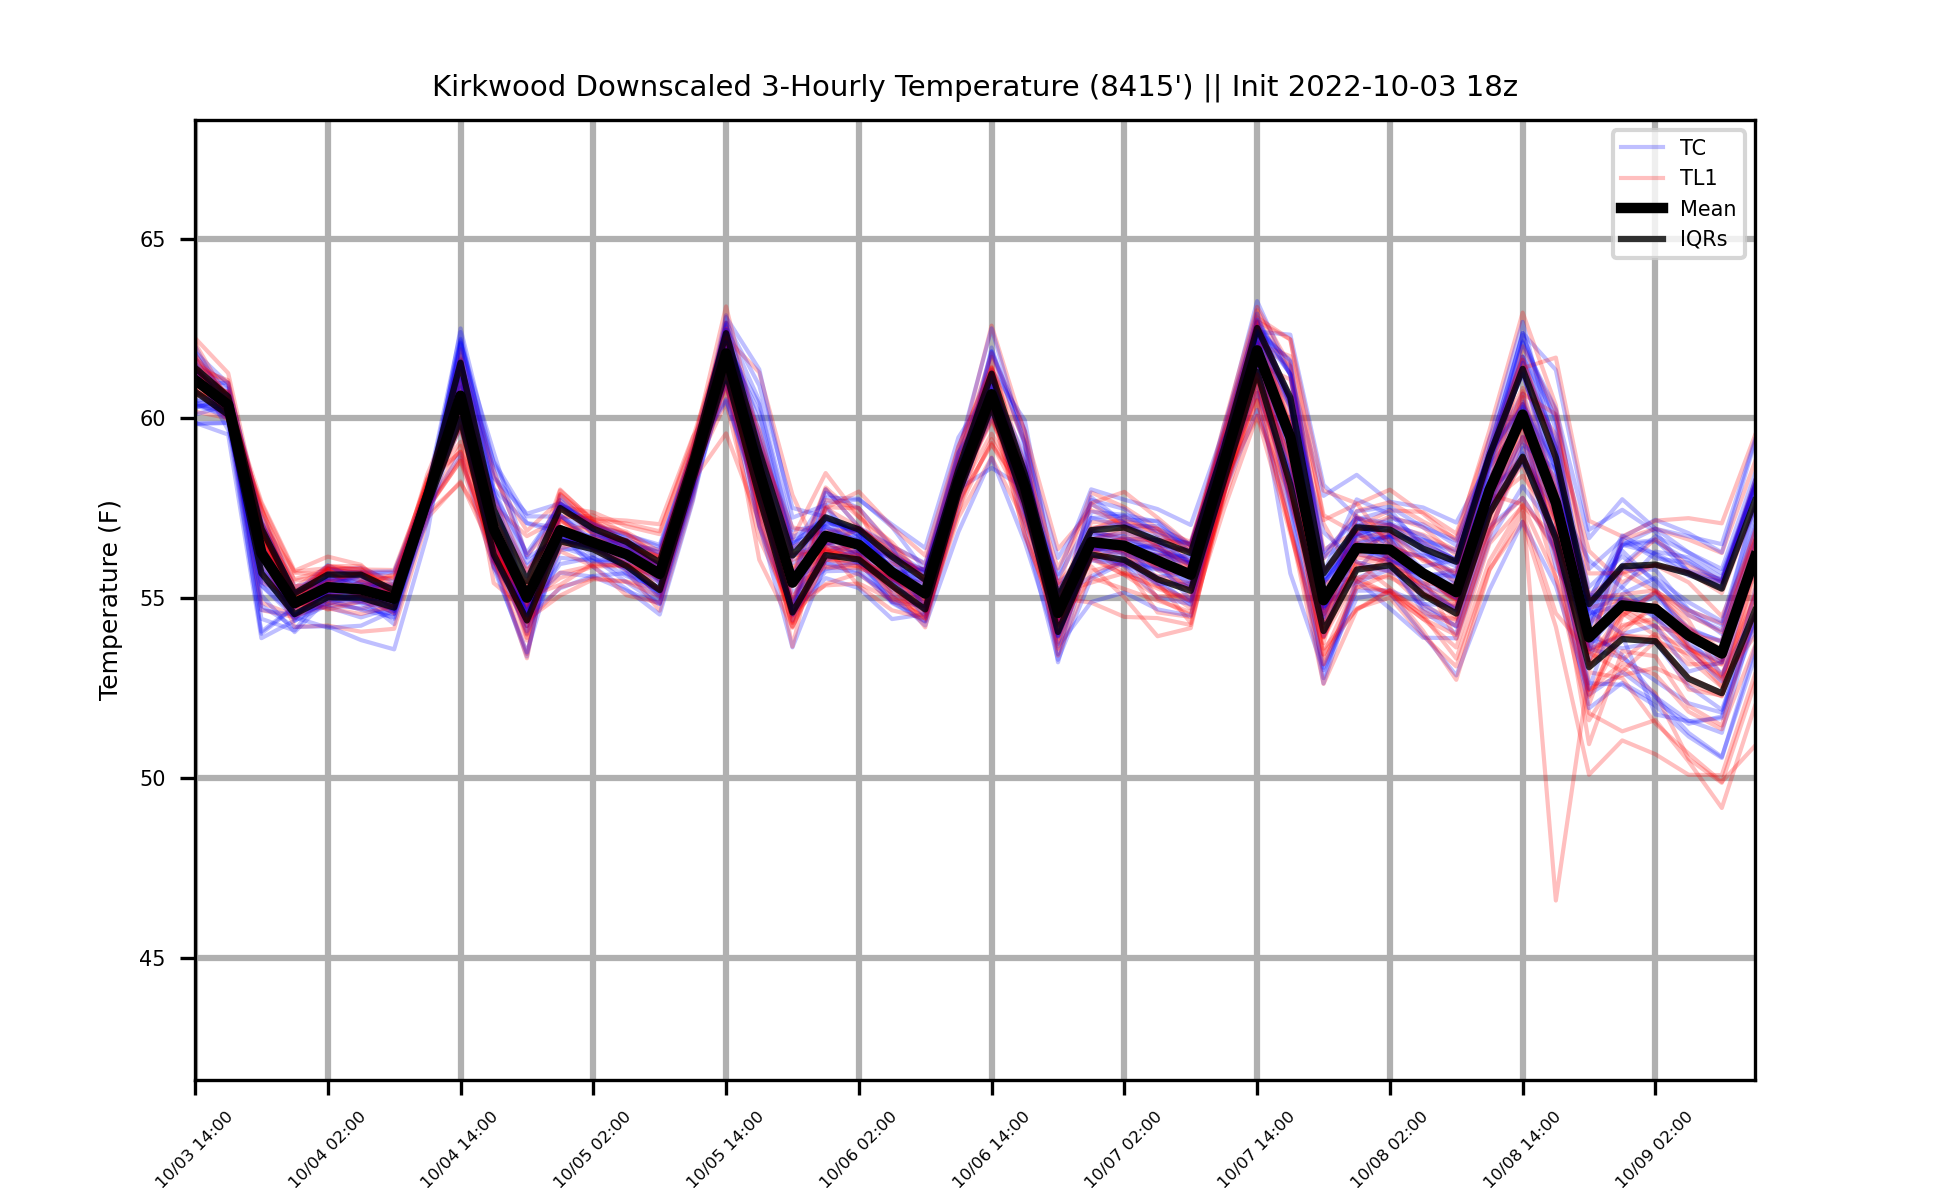 Kirkwood Downscaled 3-Hourly Temperature (8415') || Init 2022-10-03 18z
TC
TL1
Mean
IQRs
Temperature (F)
65
60
55
50
45
10/03 14:00
10/04 02:00
10/04 14:00
10/05 02:00
10/05 14:00
10/06 02:00
10/06 14:00
10/07 02:00
10/07 14:00
10/08 02:00
10/08 14:00
10/09 02:00